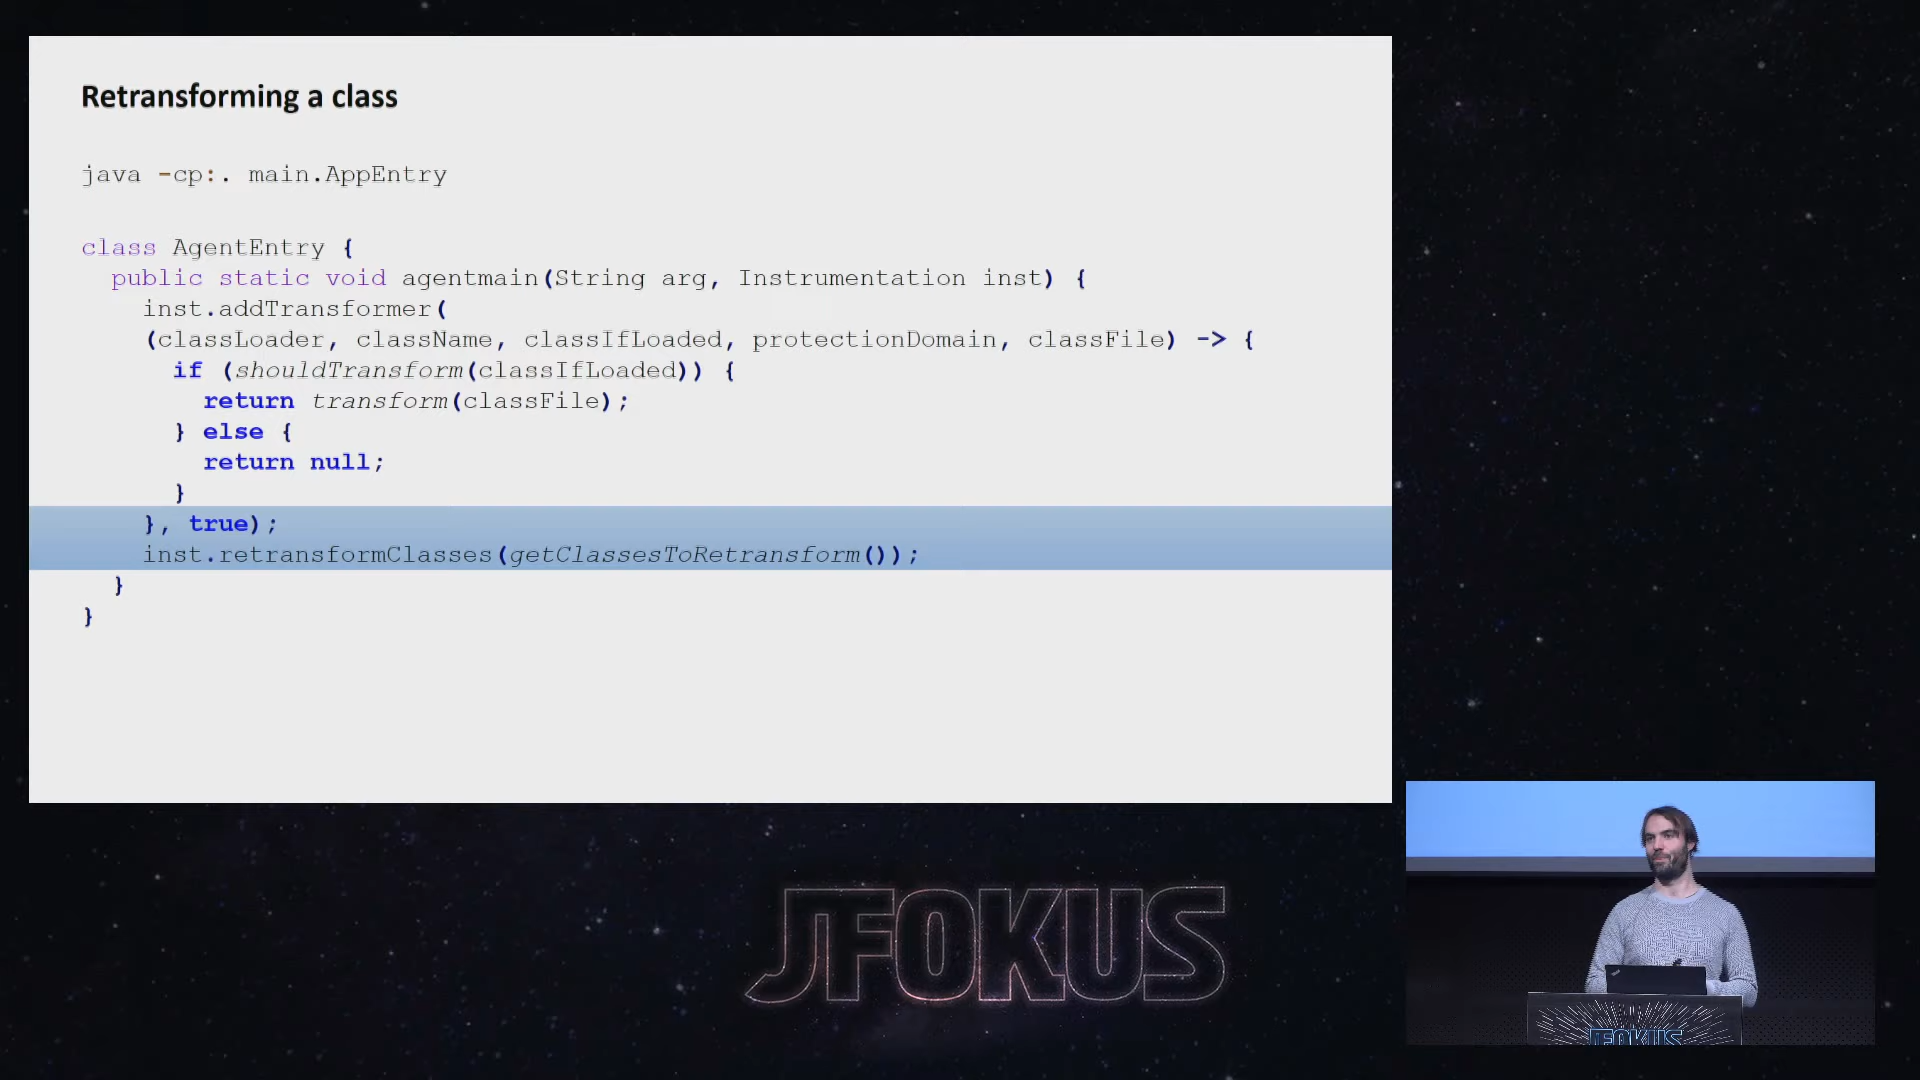 Retransforming a class
java -cp:. main.AppEntry
class AgentEntry {
public static void agentmain(String arg, Instrumentation inst) {
inst.addTransformer(
(classLoader, className, classIfLoaded, protectionDomain, classFile) -> {
if (shouldTransform(classIfLoaded)) {
return transform(classFile);
} else {
return null;
}
}, true);
inst.retransformClasses(getClassesToRetransform());
}
}
JFOKUS
JFOKUS